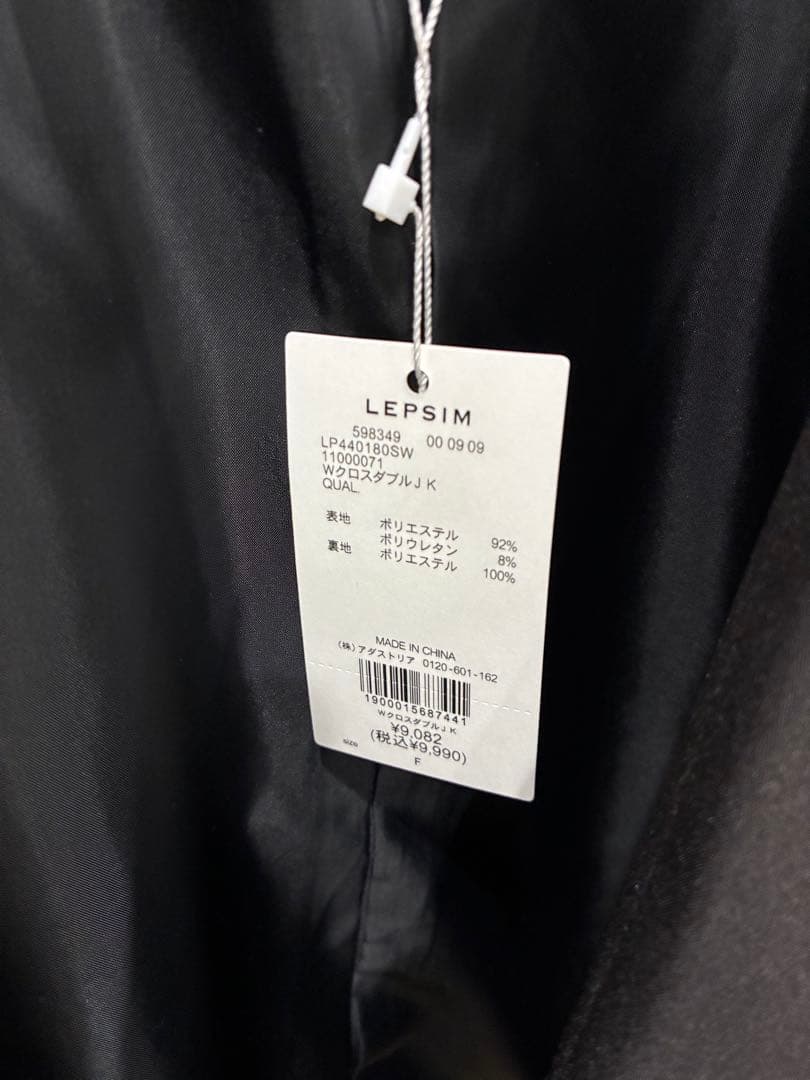 LEPSIM
598349 00 09 09
LP440180SW
11000071
WクロスダブルJK
QUAL.
表地 ポリエステル 92%
ポリウレタン 8%
裏地 ポリエステル 100%
MADE IN CHINA
(株)アダストリア 0120-601-162
1900015687441
WクロスダブルJK
¥9,082
(税込¥9,990)
size F